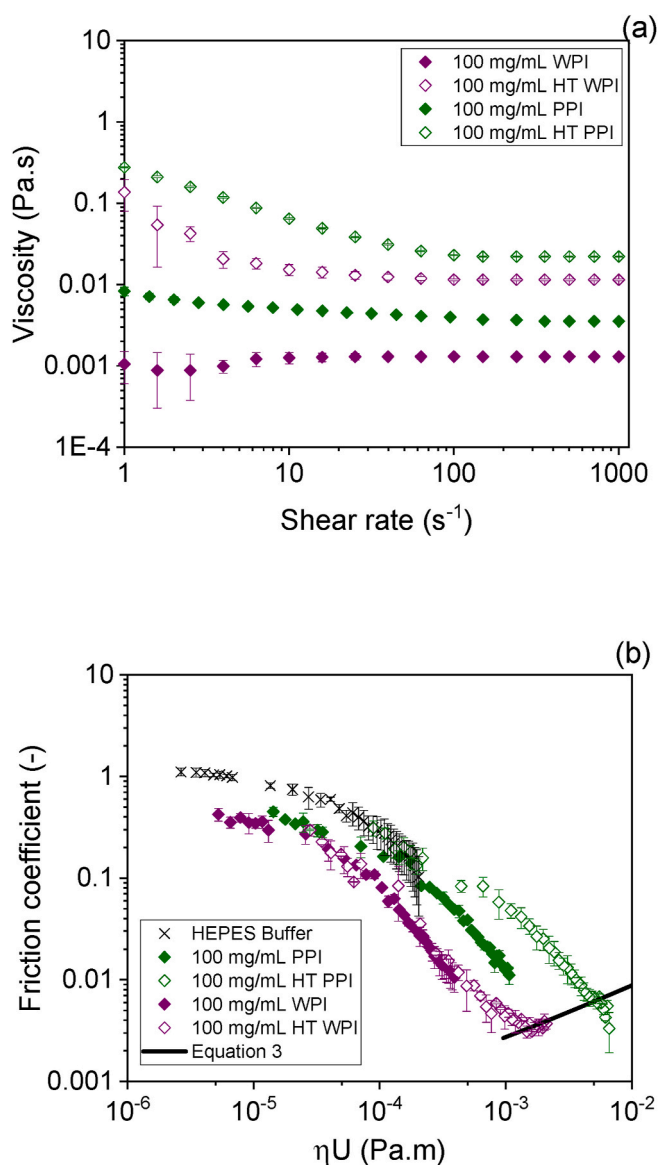 (a)
10
1
0.1
0.01
0.001
1E-4
Viscosity (Pa.s)
100 mg/mL WPI
100 mg/mL HT WPI
100 mg/mL PPI
100 mg/mL HT PPI
1 10 100 1000
Shear rate (s⁻¹)
(b)
10
1
0.1
0.01
0.001
Friction coefficient (-)
HEPES Buffer
100 mg/mL PPI
100 mg/mL HT PPI
100 mg/mL WPI
100 mg/mL HT WPI
Equation 3
10⁻⁶ 10⁻⁵ 10⁻⁴ 10⁻³ 10⁻²
ηU (Pa.m)